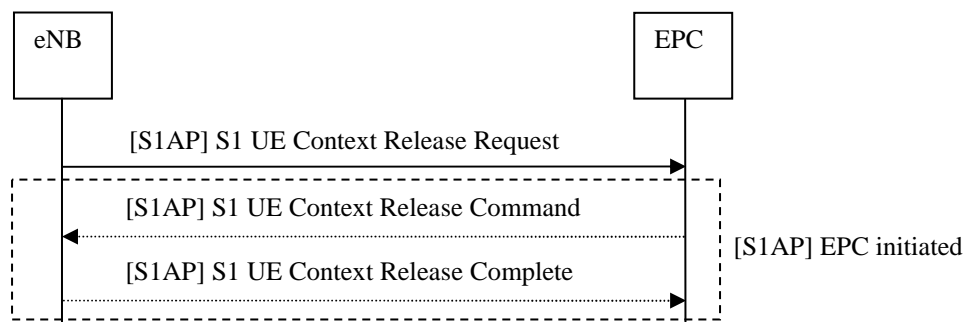 eNB
EPC
[S1AP] S1 UE Context Release Request
[S1AP] S1 UE Context Release Command
[S1AP] EPC initiated
[S1AP] S1 UE Context Release Complete